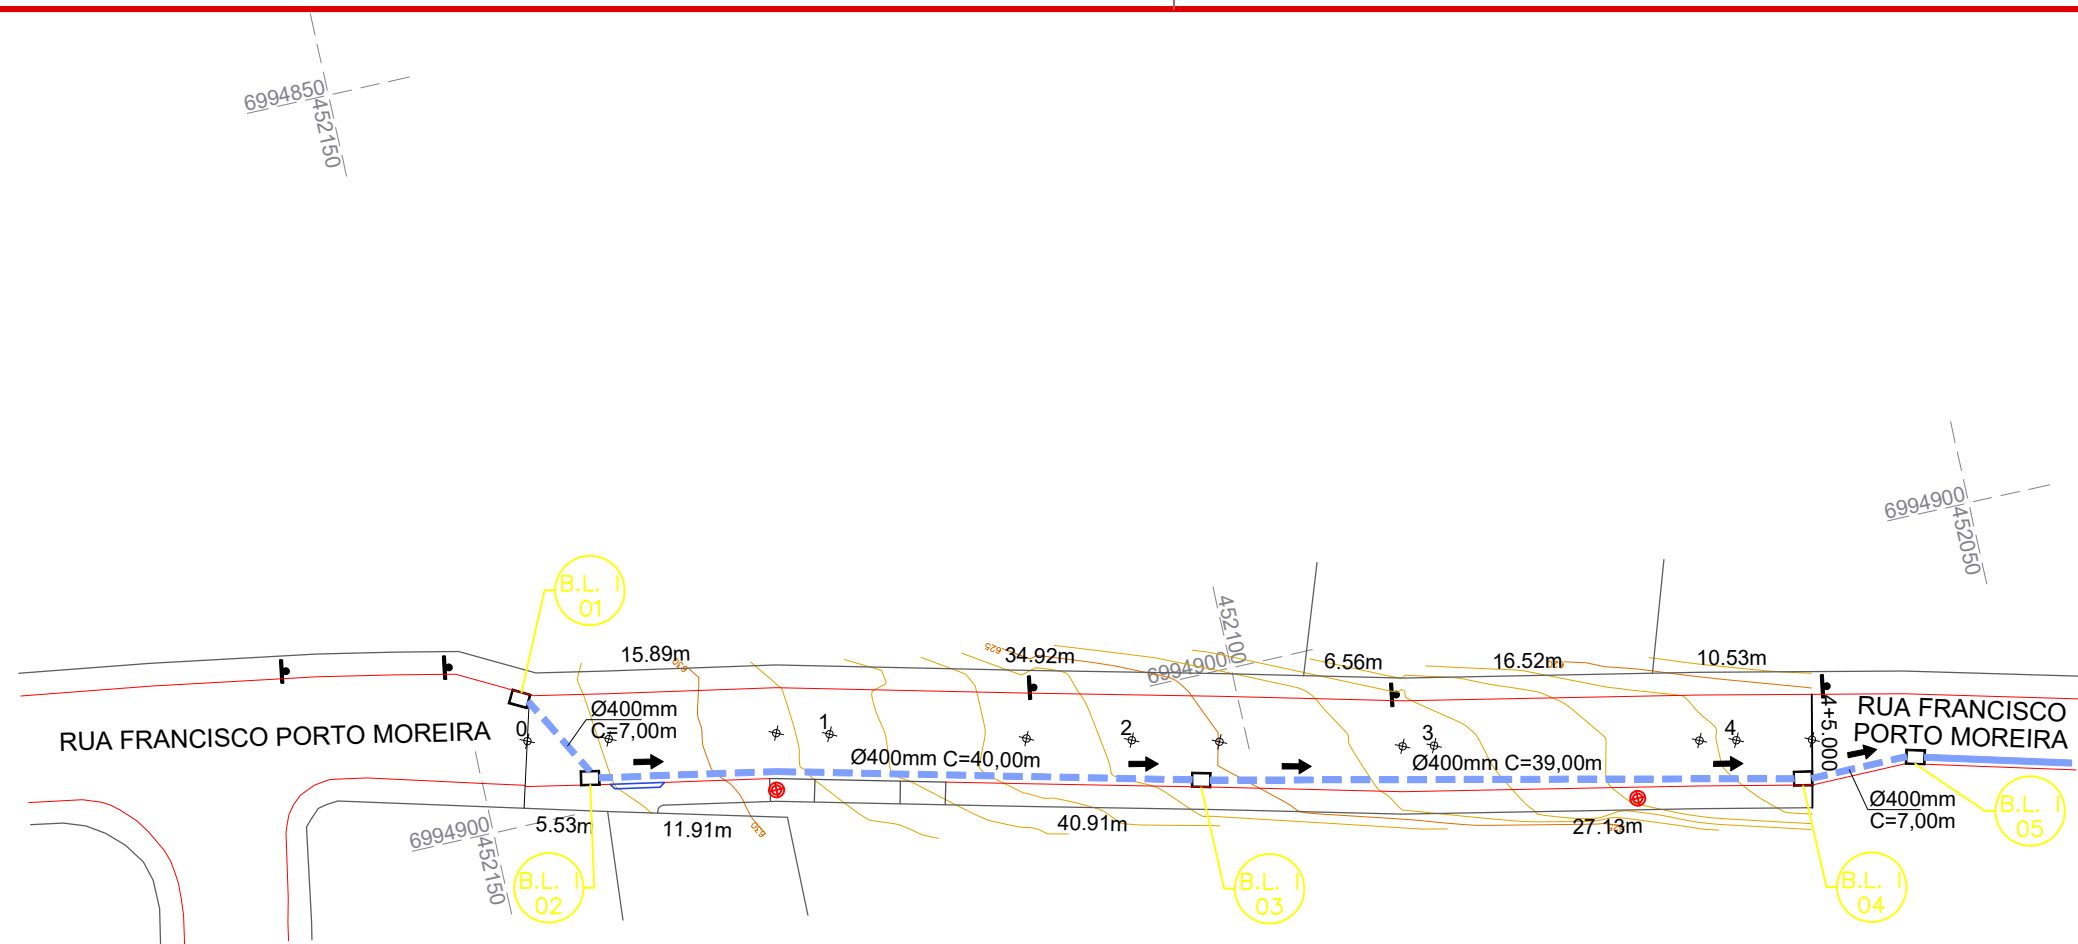 6994850
452150
6994900
452050
B.L. I
01
452100
6994900
15.89m
34.92m
6.56m
16.52m
10.53m
630
625
RUA FRANCISCO PORTO MOREIRA
0
Ø400mm
C=7,00m
1
Ø400mm C=40,00m
2
3
Ø400mm C=39,00m
4
4+5.000
RUA FRANCISCO
PORTO MOREIRA
Ø400mm
C=7,00m
B.L. I
05
6994900
452150
5.53m
11.91m
630
40.91m
27.13m
B.L. I
02
B.L. I
03
B.L. I
04